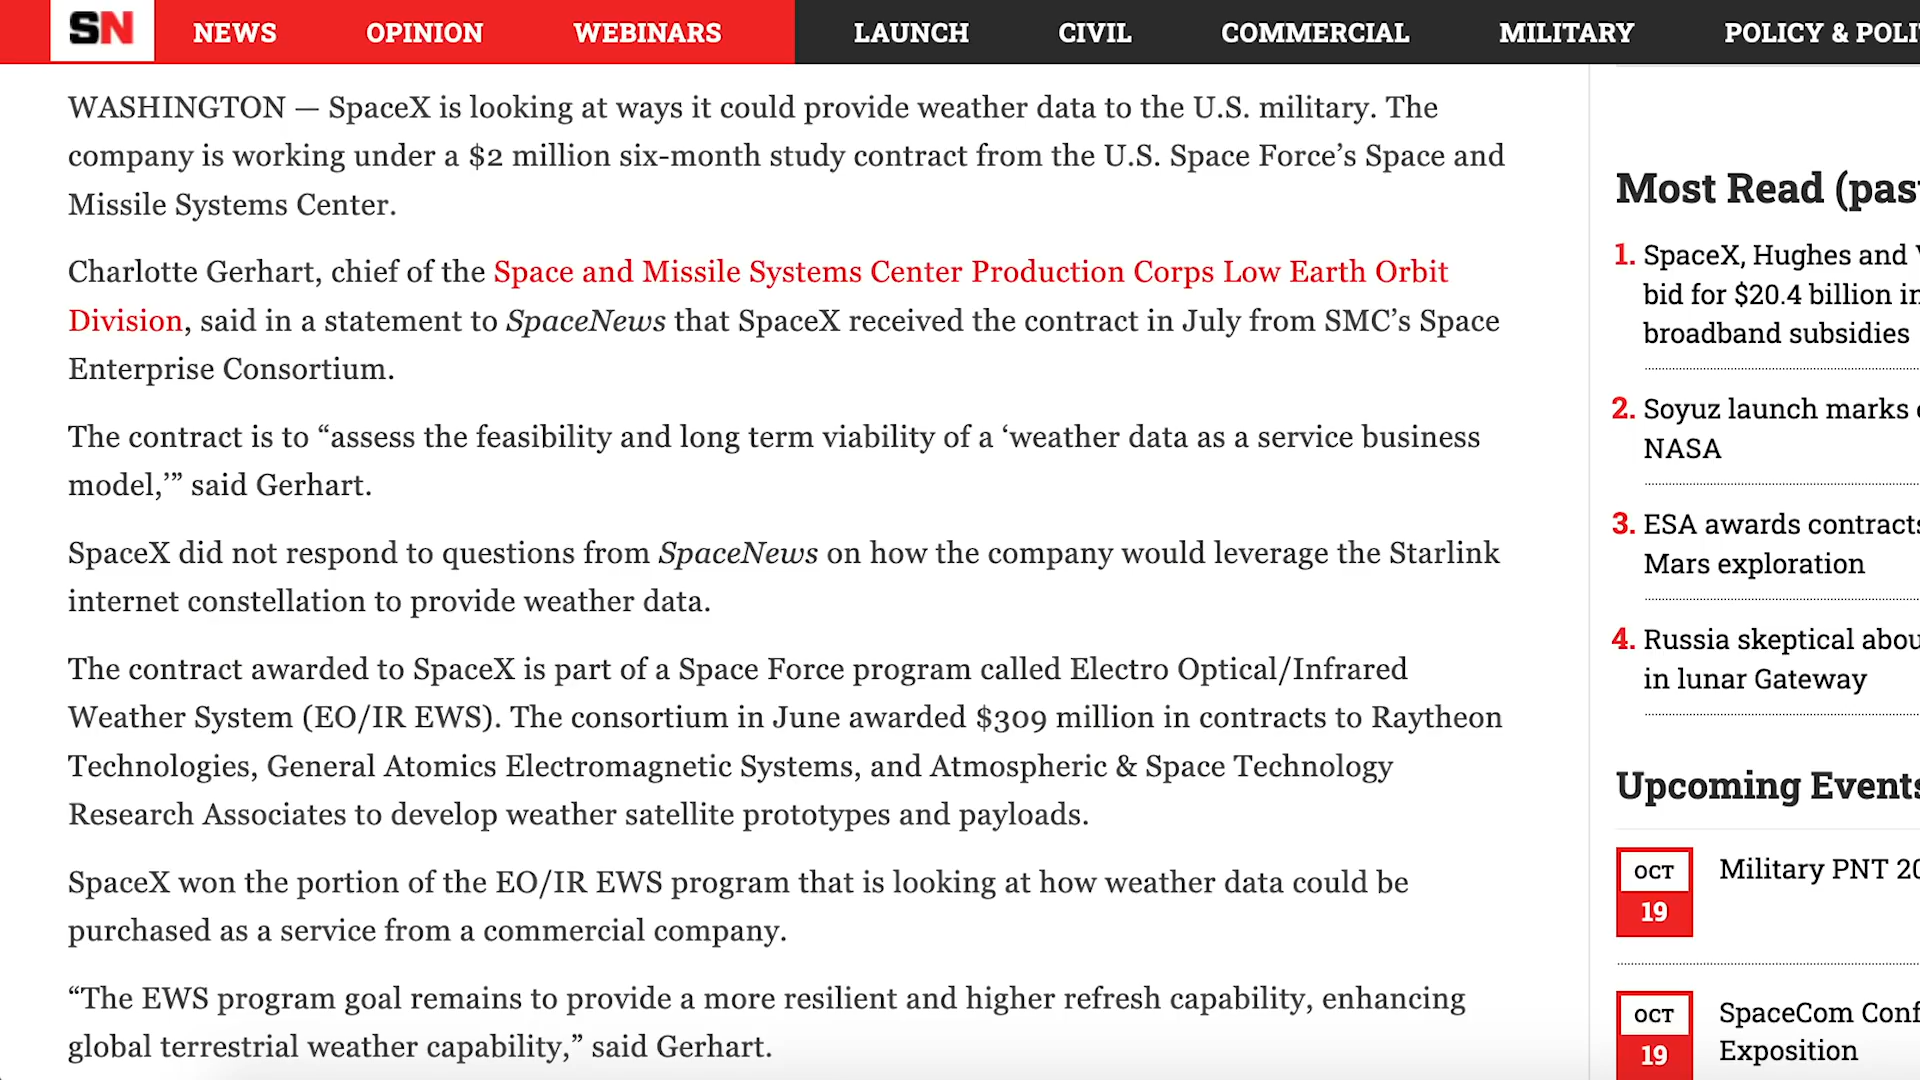 SN NEWS OPINION WEBINARS LAUNCH CIVIL COMMERCIAL MILITARY POLICY &
WASHINGTON — SpaceX is looking at ways it could provide weather data to the U.S. military. The
company is working under a $2 million six-month study contract from the U.S. Space Force’s Space and
Missile Systems Center.
Charlotte Gerhart, chief of the Space and Missile Systems Center Production Corps Low Earth Orbit
Division, said in a statement to SpaceNews that SpaceX received the contract in July from SMC’s Space
Enterprise Consortium.
The contract is to “assess the feasibility and long term viability of a ‘weather data as a service business
model,’” said Gerhart.
SpaceX did not respond to questions from SpaceNews on how the company would leverage the Starlink
internet constellation to provide weather data.
The contract awarded to SpaceX is part of a Space Force program called Electro Optical/Infrared
Weather System (EO/IR EWS). The consortium in June awarded $309 million in contracts to Raytheon
Technologies, General Atomics Electromagnetic Systems, and Atmospheric & Space Technology
Research Associates to develop weather satellite prototypes and payloads.
SpaceX won the portion of the EO/IR EWS program that is looking at how weather data could be
purchased as a service from a commercial company.
“The EWS program goal remains to provide a more resilient and higher refresh capability, enhancing
global terrestrial weather capability,” said Gerhart.
Most Read
1. SpaceX, Hughes and
bid for $20.4 billion in
broadband subsidies
2. Soyuz launch marks
NASA
3. ESA awards contracts
Mars exploration
4. Russia skeptical
in lunar Gateway
Upcoming Events
OCT
19
Military PNT
OCT
19
SpaceCom
Exposition